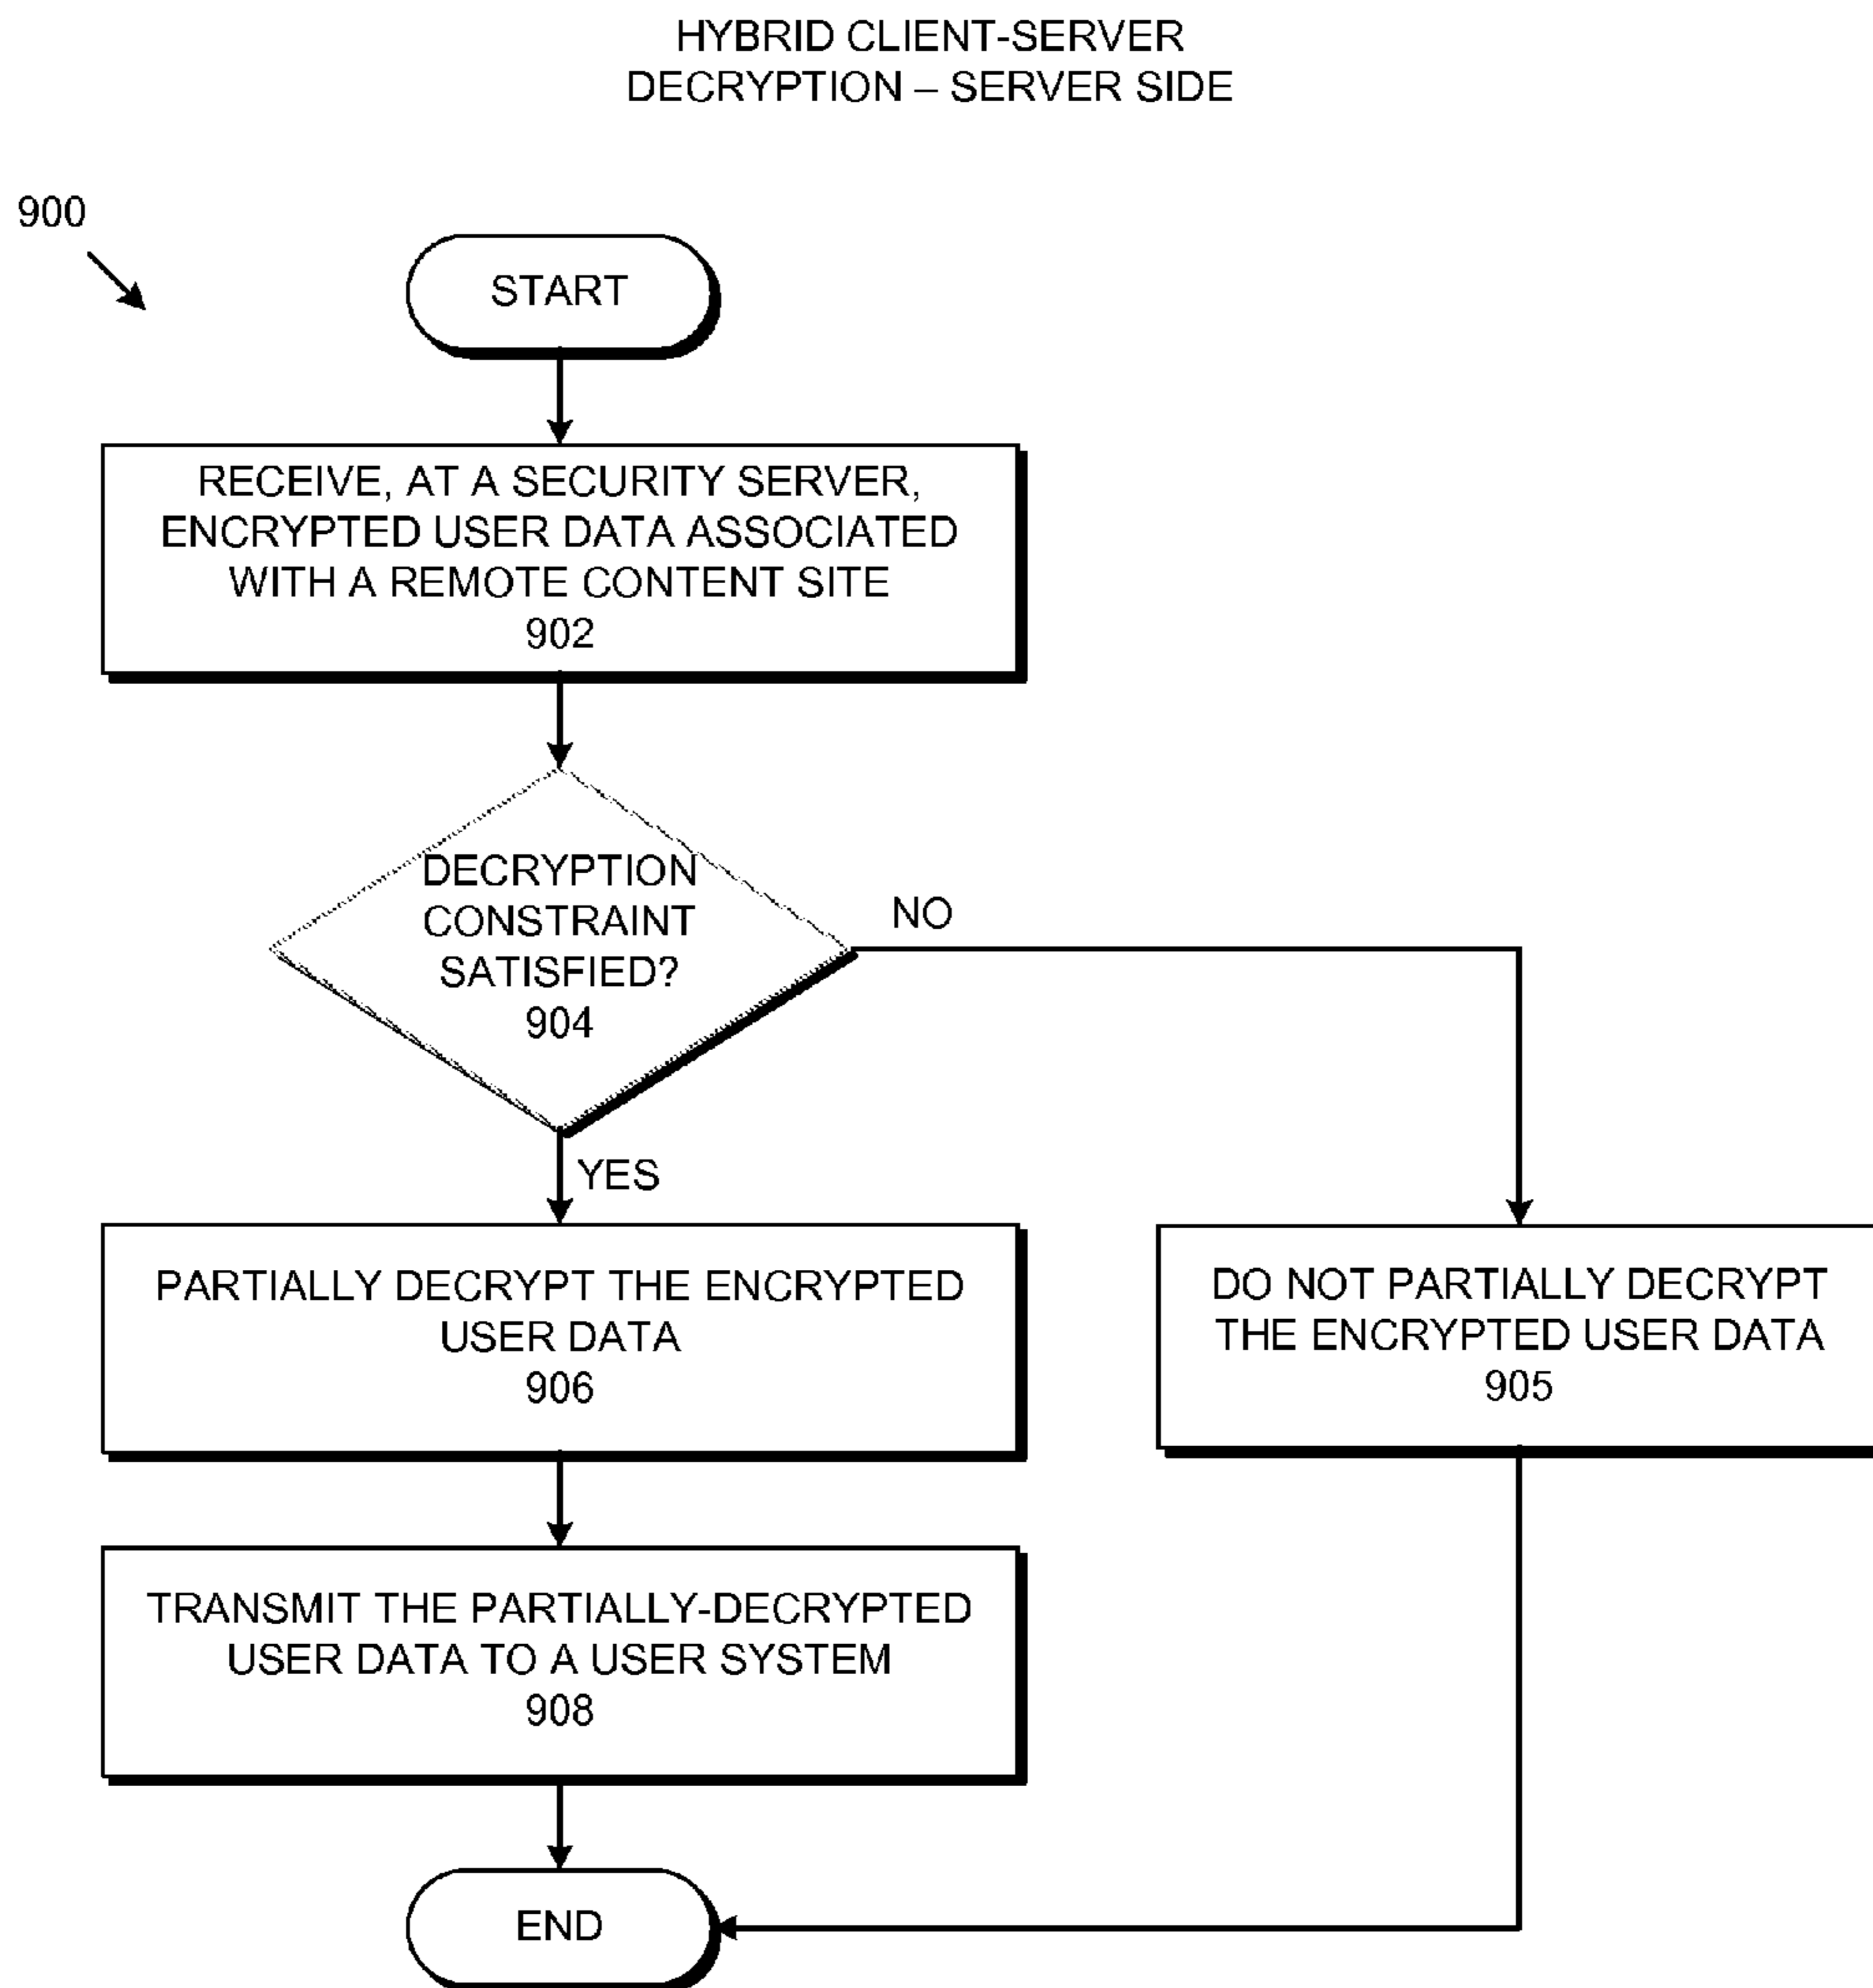 HYBRID CLIENT-SERVER
DECRYPTION – SERVER SIDE
900
START
RECEIVE, AT A SECURITY SERVER,
ENCRYPTED USER DATA ASSOCIATED
WITH A REMOTE CONTENT SITE
902
DECRYPTION
CONSTRAINT
SATISFIED?
904
NO
YES
PARTIALLY DECRYPT THE ENCRYPTED
USER DATA
906
DO NOT PARTIALLY DECRYPT
THE ENCRYPTED USER DATA
905
TRANSMIT THE PARTIALLY-DECRYPTED
USER DATA TO A USER SYSTEM
908
END